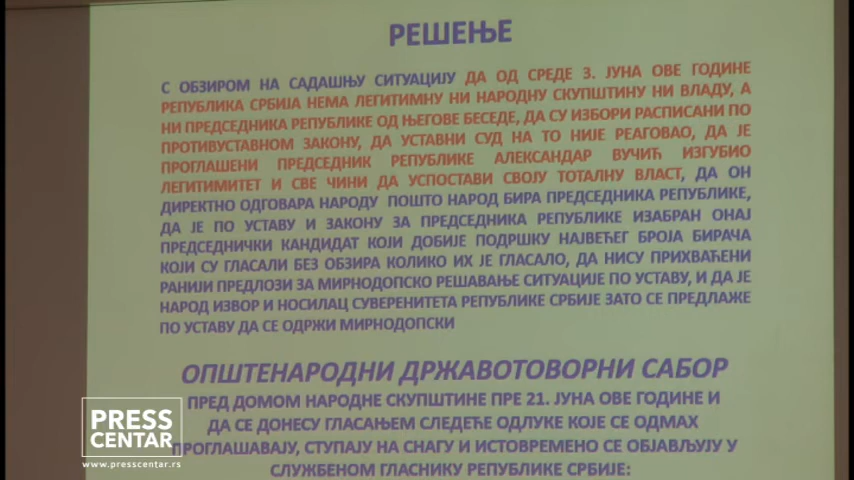 РЕШЕЊЕ
С ОБЗИРОМ НА САДАШЊУ СИТУАЦИЈУ ДА ОД СРЕДЕ 3. ЈУНА ОВЕ ГОДИНЕ
РЕПУБЛИКА СРБИЈА НЕМА ЛЕГИТИМНУ НИ НАРОДНУ СКУПШТИНУ НИ ВЛАДУ, А
НИ ПРЕДСЕДНИКА РЕПУБЛИКЕ ОД ЊЕГОВЕ БЕСЕДЕ, ДА СУ ИЗБОРИ РАСПИСАНИ ПО
ПРОТИВУСТАВНОМ ЗАКОНУ, ДА УСТАВНИ СУД НА ТО НИЈЕ РЕАГОВАО, ДА ЈЕ
ПРОГЛАШЕНИ ПРЕДСЕДНИК РЕПУБЛИКЕ АЛЕКСАНДАР ВУЧИЋ ИЗГУБИО
ЛЕГИТИМИТЕТ И СВЕ ЧИНИ ДА УСПОСТАВИ СВОЈУ ТОТАЛНУ ВЛАСТ, ДА ОН
ДИРЕКТНО ОДГОВАРА НАРОДУ ПОШТО НАРОД БИРА ПРЕДСЕДНИКА РЕПУБЛИКЕ,
ДА ЈЕ ПО УСТАВУ И ЗАКОНУ ЗА ПРЕДСЕДНИКА РЕПУБЛИКЕ ИЗАБРАН ОНАЈ
ПРЕДСЕДНИЧКИ КАНДИДАТ КОЈИ ДОБИЈЕ ПОДРШКУ НАЈВЕЋЕГ БРОЈА БИРАЧА
КОЈИ СУ ГЛАСАЛИ БЕЗ ОБЗИРА КОЛИКО ИХ ЈЕ ГЛАСАЛО, ДА НИСУ ПРИХВАЋЕНИ
РАНИЈИ ПРЕДЛОЗИ ЗА МИРНОДОПСКО РЕШАВАЊЕ СИТУАЦИЈЕ ПО УСТАВУ, И ДА ЈЕ
НАРОД ИЗВОР И НОСИЛАЦ СУВЕРЕНИТЕТА РЕПУБЛИКЕ СРБИЈЕ ЗАТО СЕ ПРЕДЛАЖЕ
ПО УСТАВУ ДА СЕ ОДРЖИ МИРНОДОПСКИ
ОПШТЕНАРОДНИ ДРЖАВОТОВОРНИ САБОР
ПРЕД ДОМОМ НАРОДНЕ СКУПШТИНЕ ПРЕ 21. ЈУНА ОВЕ ГОДИНЕ И
ДА СЕ ДОНЕСУ ГЛАСАЊЕМ СЛЕДЕЋЕ ОДЛУКЕ КОЈЕ СЕ ОДМАХ
ПРОГЛАШАВАЈУ, СТУПАЈУ НА СНАГУ И ИСТОВРЕМЕНО СЕ ОБЈАВЉУЈУ У
СЛУЖБЕНОМ ГЛАСНИКУ РЕПУБЛИКЕ СРБИЈЕ:
PRESS
CENTAR
www.presscentar.rs